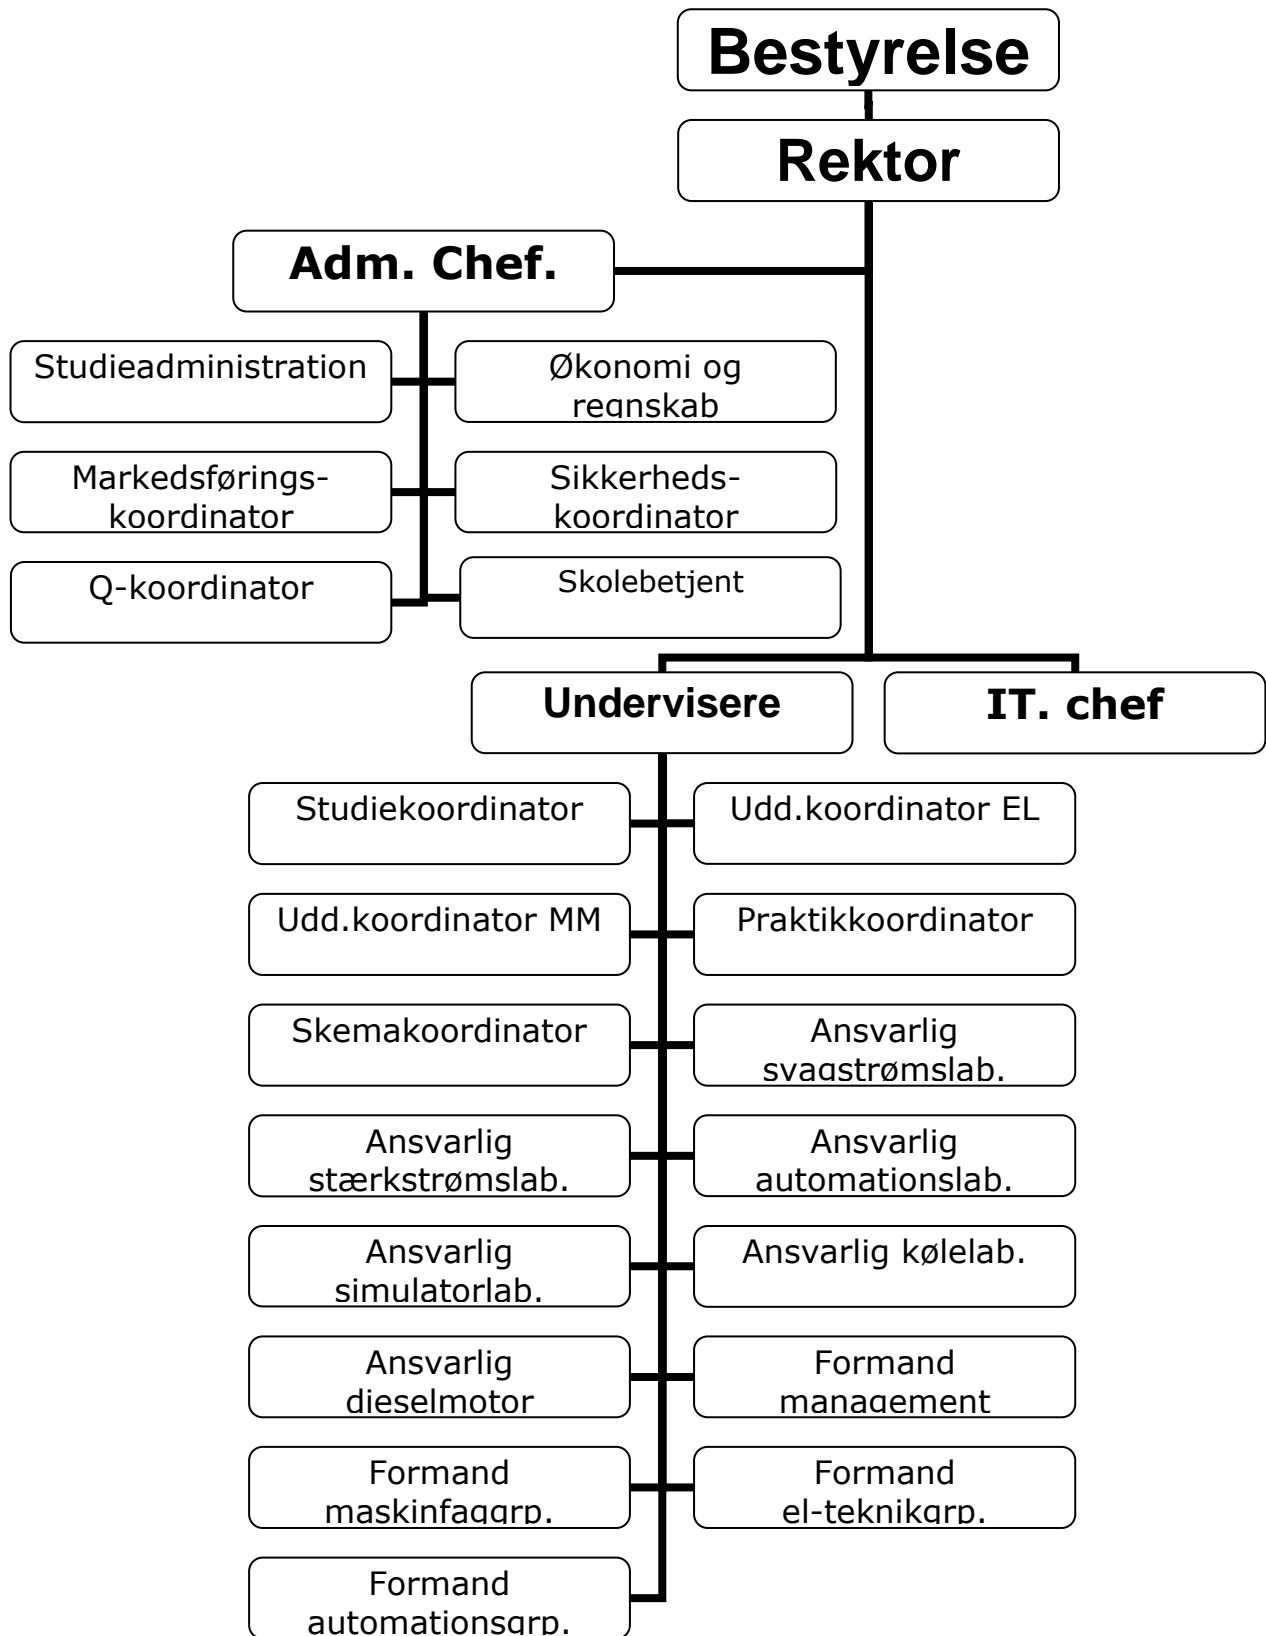 Bestyrelse
Rektor
Adm. Chef.
Studieadministration
Økonomi og
regnskab
Markedsførings-
koordinator
Sikkerheds-
koordinator
Q-koordinator
Skolebetjent
Undervisere
IT. chef
Studiekoordinator
Udd.koordinator EL
Udd.koordinator MM
Praktikkoordinator
Skemakoordinator
Ansvarlig
svagstrømslab.
Ansvarlig
stærkstrømslab.
Ansvarlig
automationslab.
Ansvarlig
simulatorlab.
Ansvarlig kølelab.
Ansvarlig
dieselmotor
Formand
management
Formand
maskinfaggrp.
Formand
el-teknikgrp.
Formand
automationsgrp.